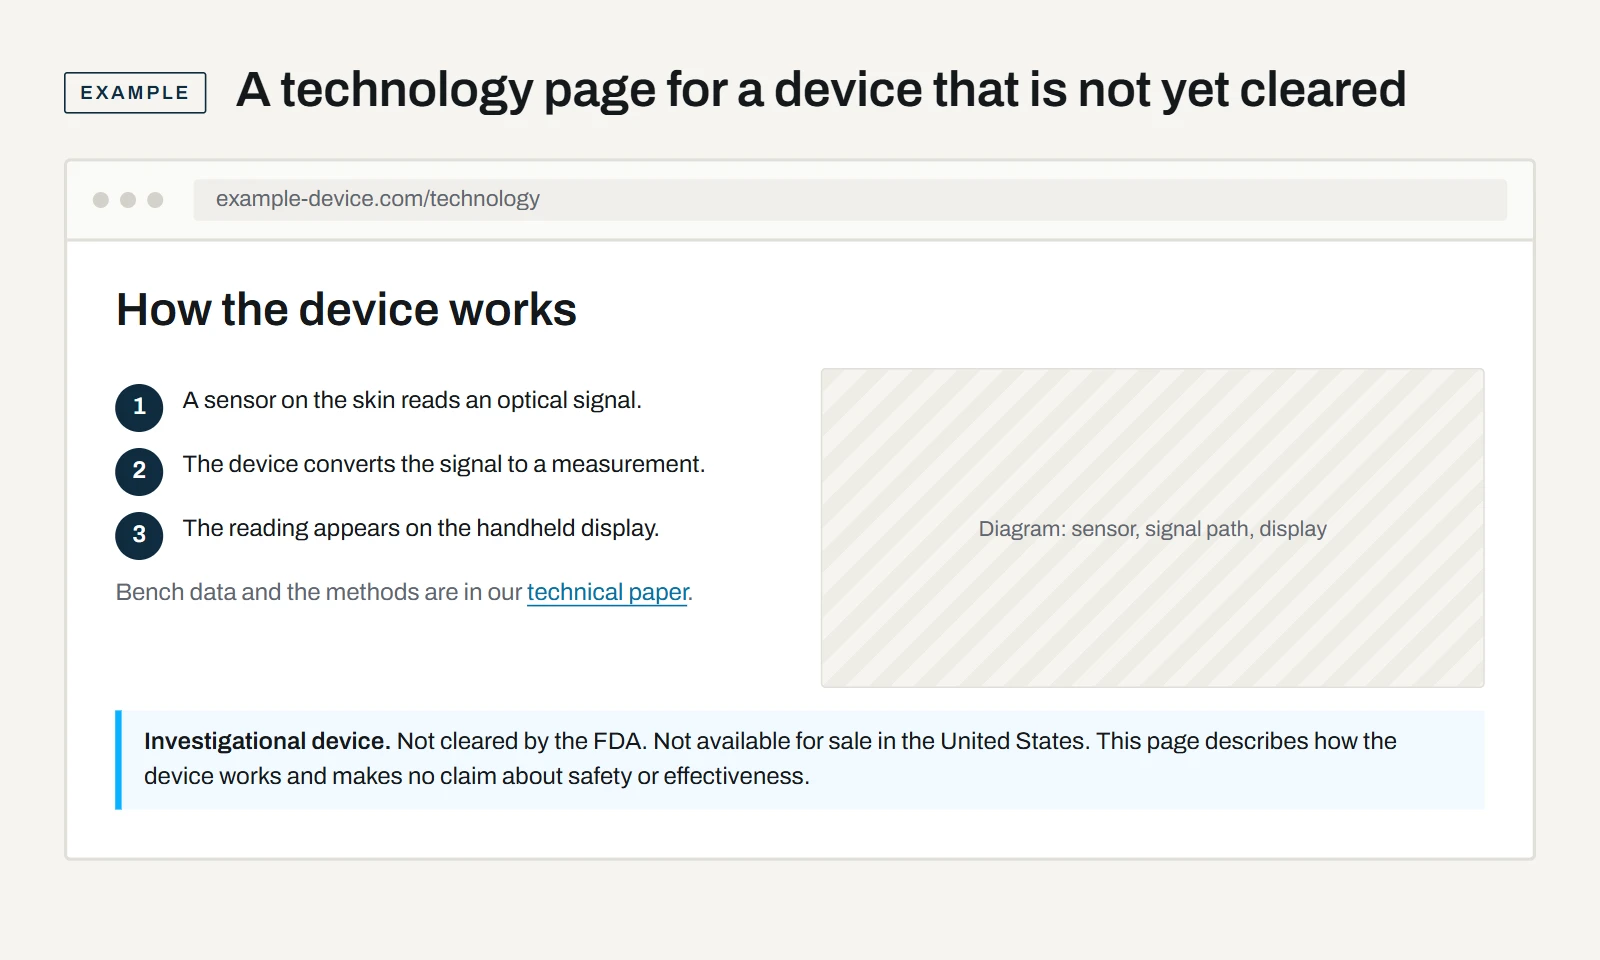 EXAMPLE
A technology page for a device that is not yet cleared
example-device.com/technology
How the device works
1 A sensor on the skin reads an optical signal.
2 The device converts the signal to a measurement.
3 The reading appears on the handheld display.
Bench data and the methods are in our technical paper.
Diagram: sensor, signal path, display
Investigational device. Not cleared by the FDA. Not available for sale in the United States. This page describes how the
device works and makes no claim about safety or effectiveness.